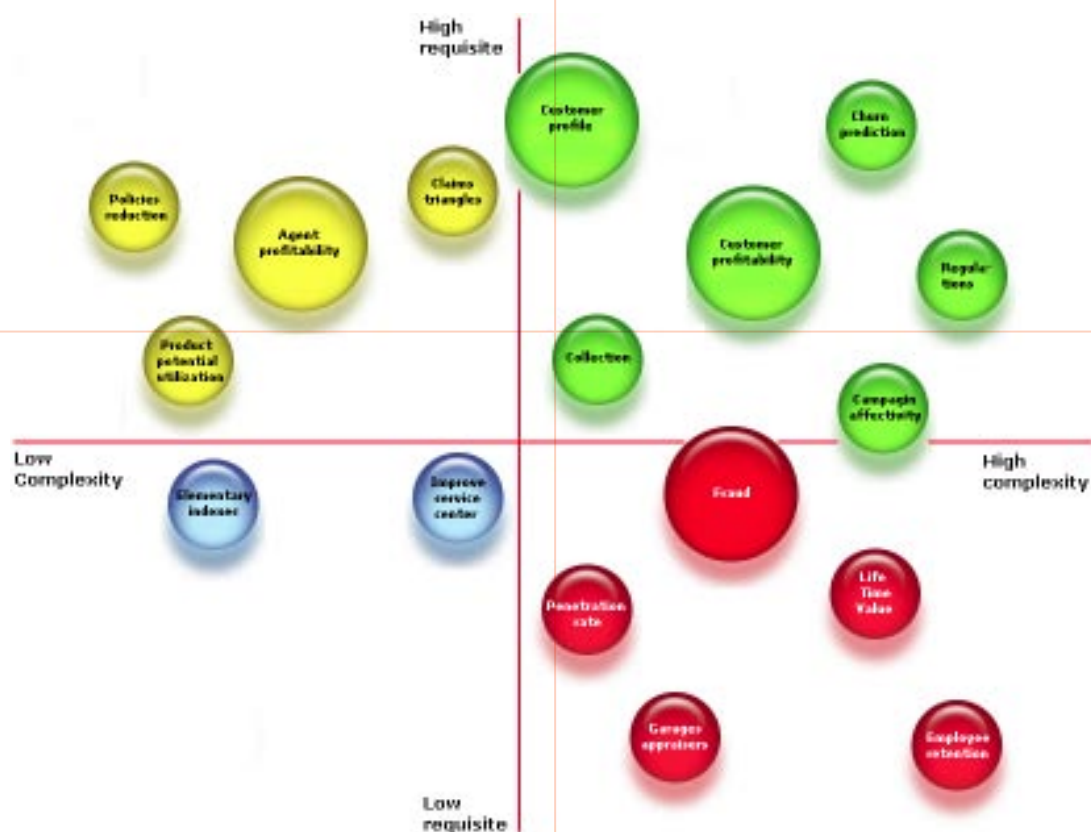 High
requisite
Customer
profile
Churn
prediction
Policies
reduction
Claims
triangles
Agent
profitability
Customer
profitability
Regula-
tions
Product
potential
utilization
Collection
Campagin
affectivity
Low
Complexity
High
complexity
Elementary
indexes
Improve
service
center
Fraud
Penetration
rate
Life
Time
Value
Garages
appraisers
Employee
retention
Low
requisite